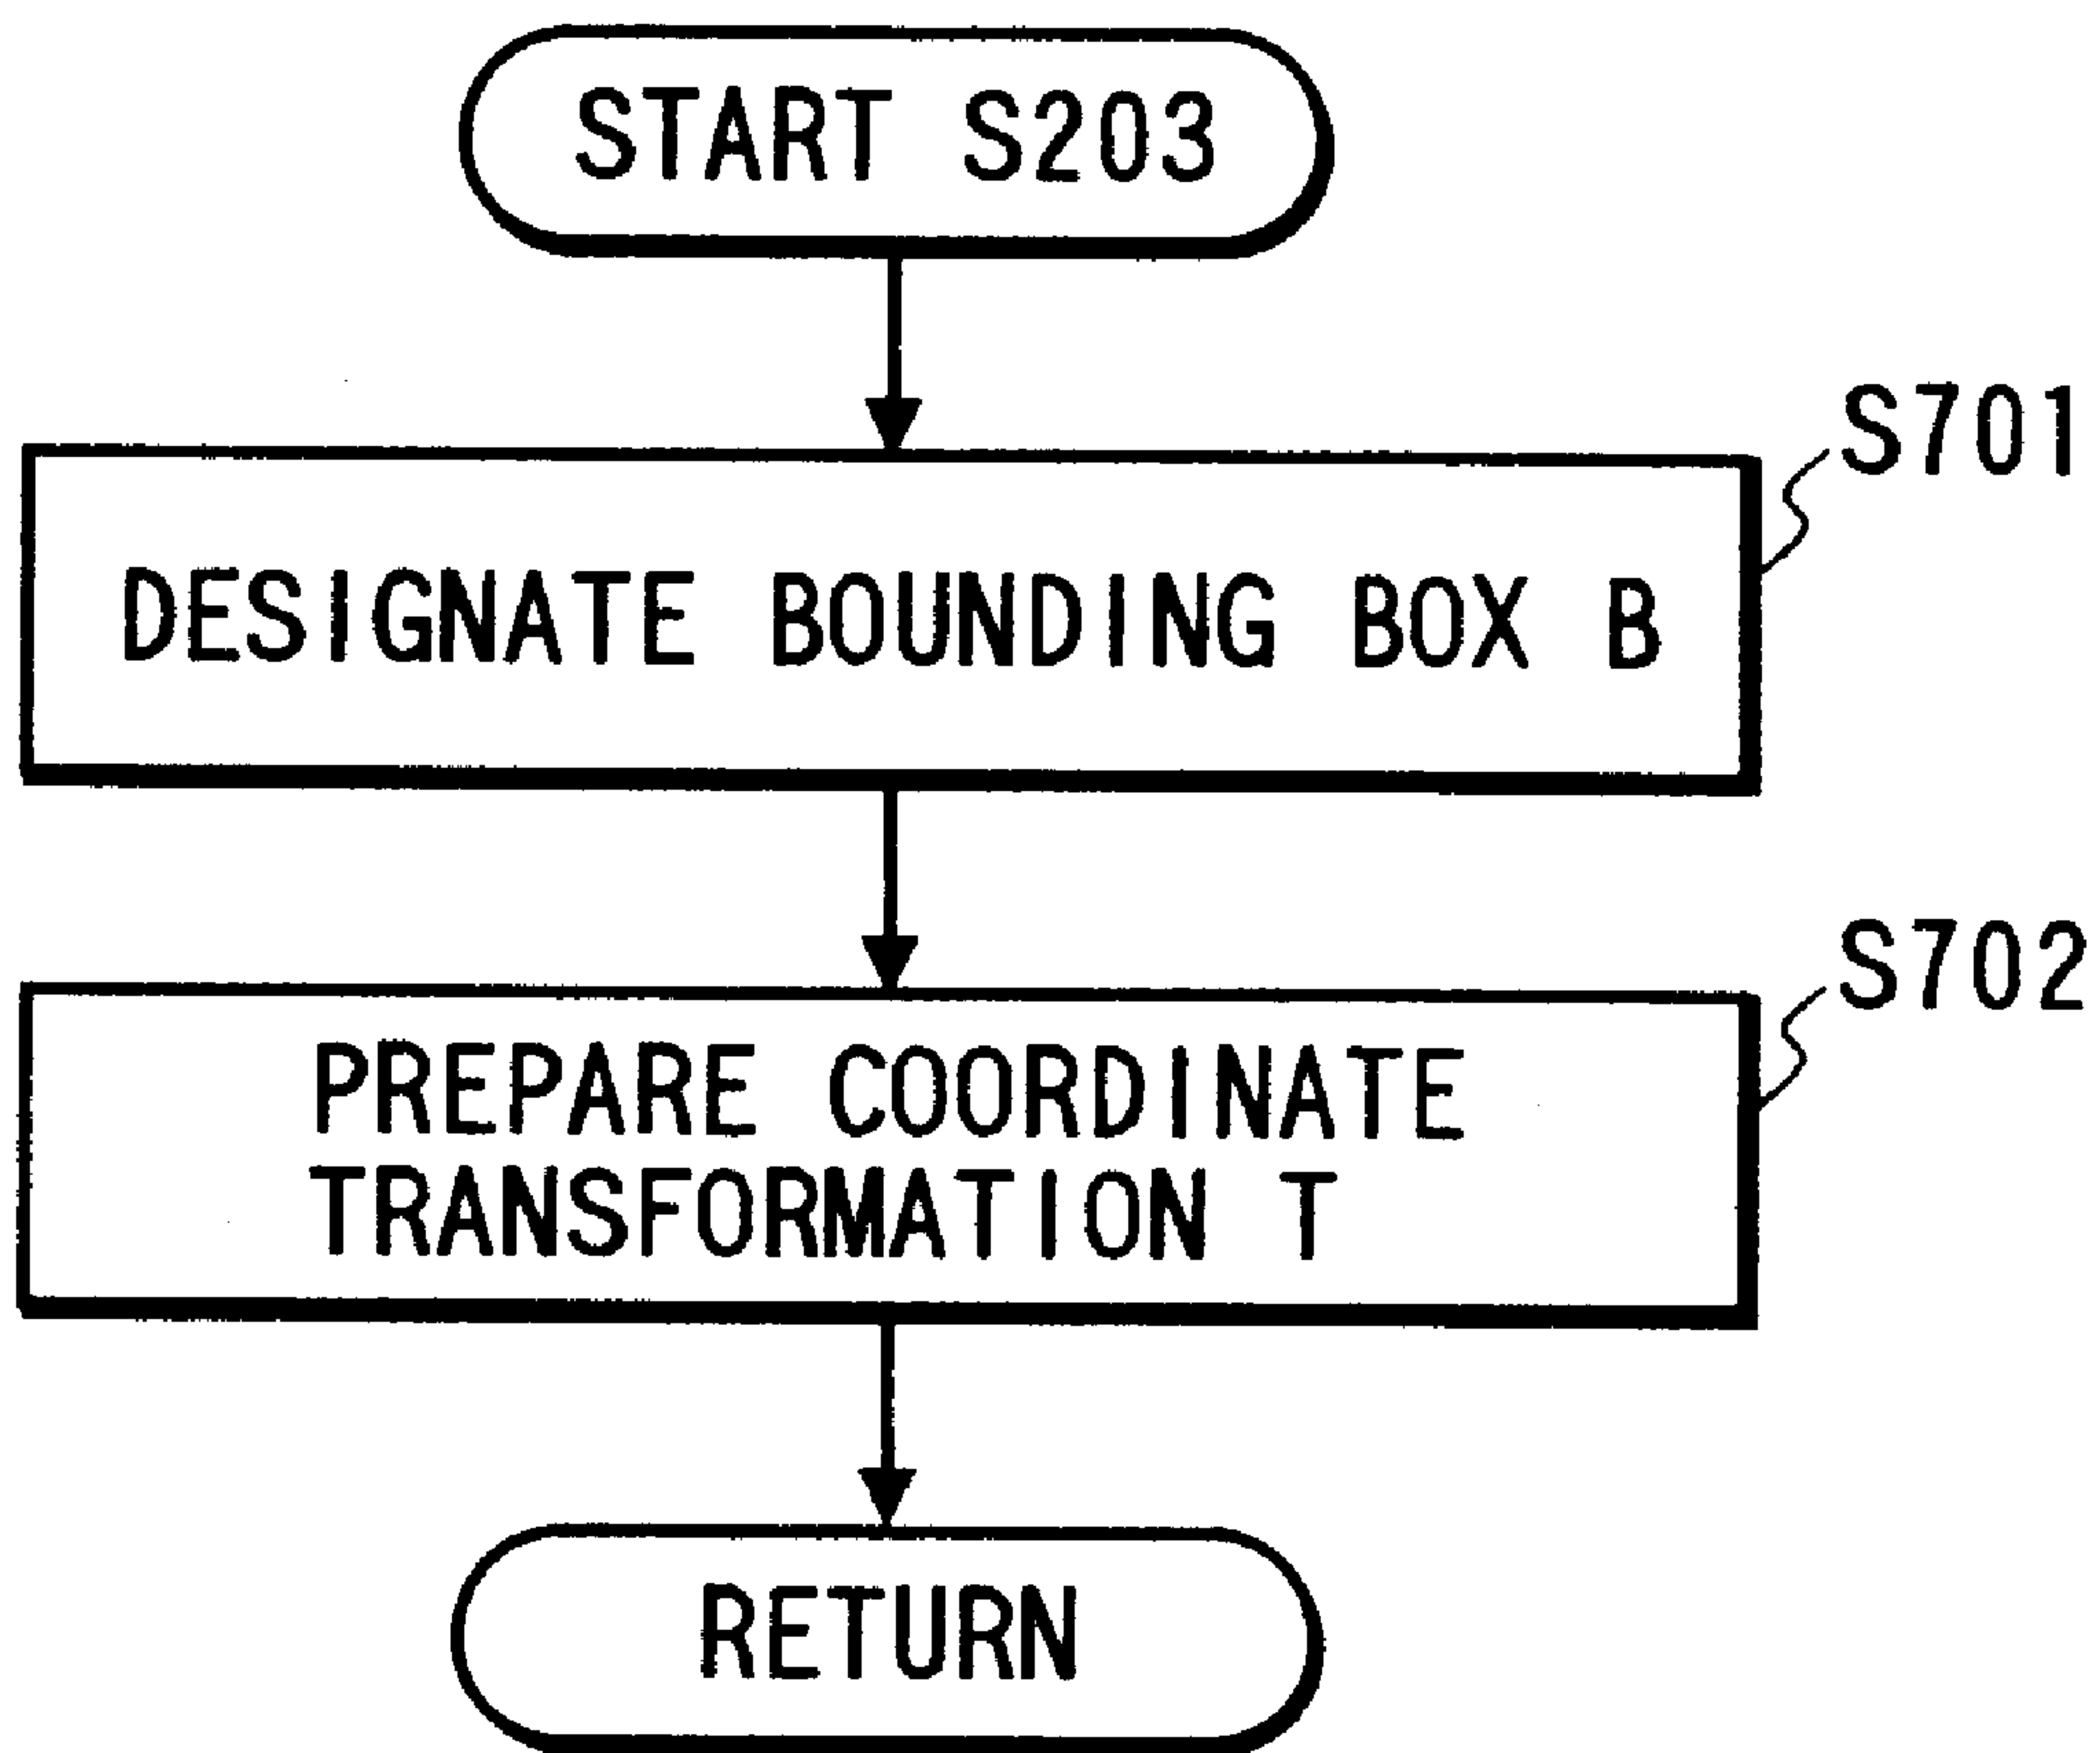 START S203
S701
DESIGNATE BOUNDING BOX B
S702
PREPARE COORDINATE
TRANSFORMATION T
RETURN